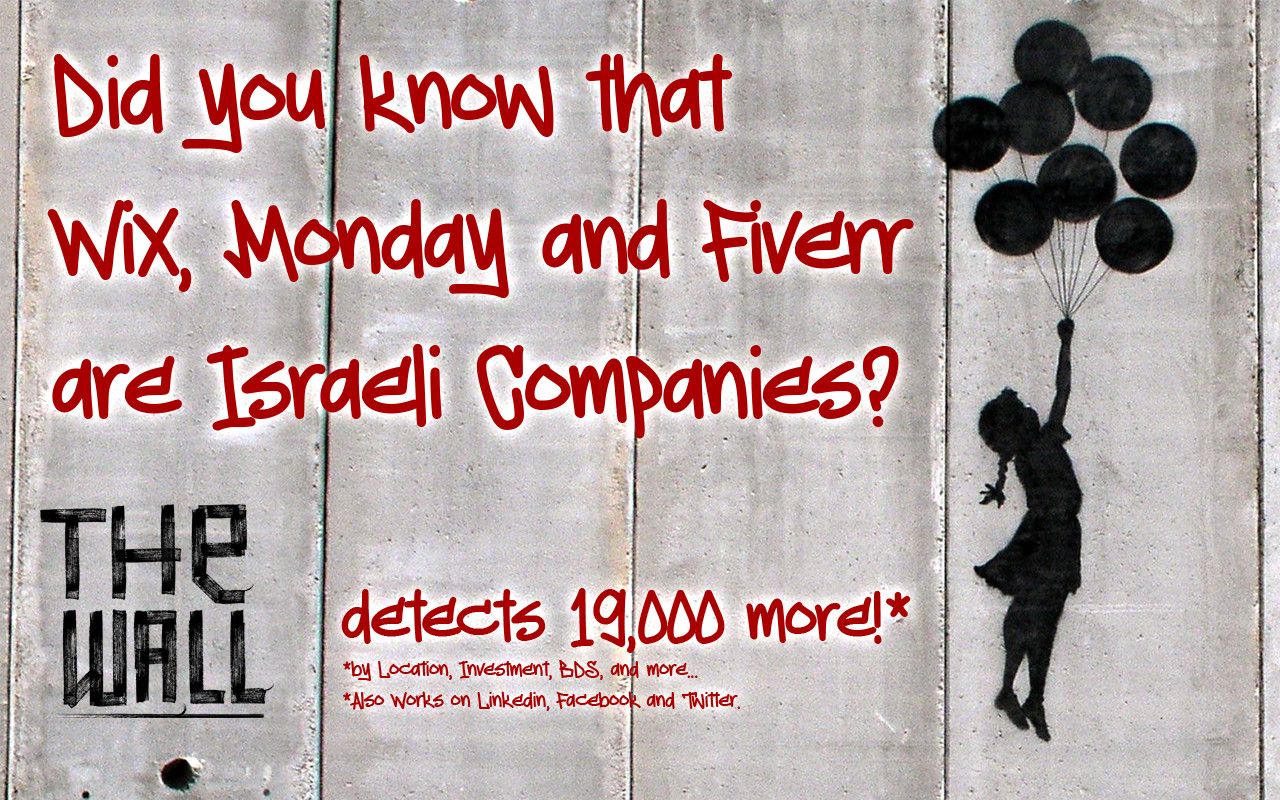 Did you know that
Wix, Monday and Fiverr
are Israeli Companies?
THE
WALL
detects 19,000 more!*
*by Location, Investment, BDS, and more...
*Also Works on Linkedin, Facebook and Twitter.